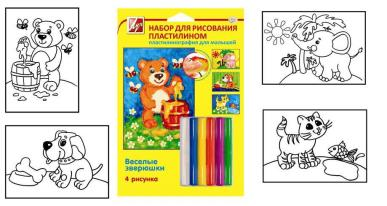 НАБОР ДЛЯ РИСОВАНИЯ
ПЛАСТИЛИНОМ
пластилинография для малышей
Веселые
зверюшки
4 рисунка